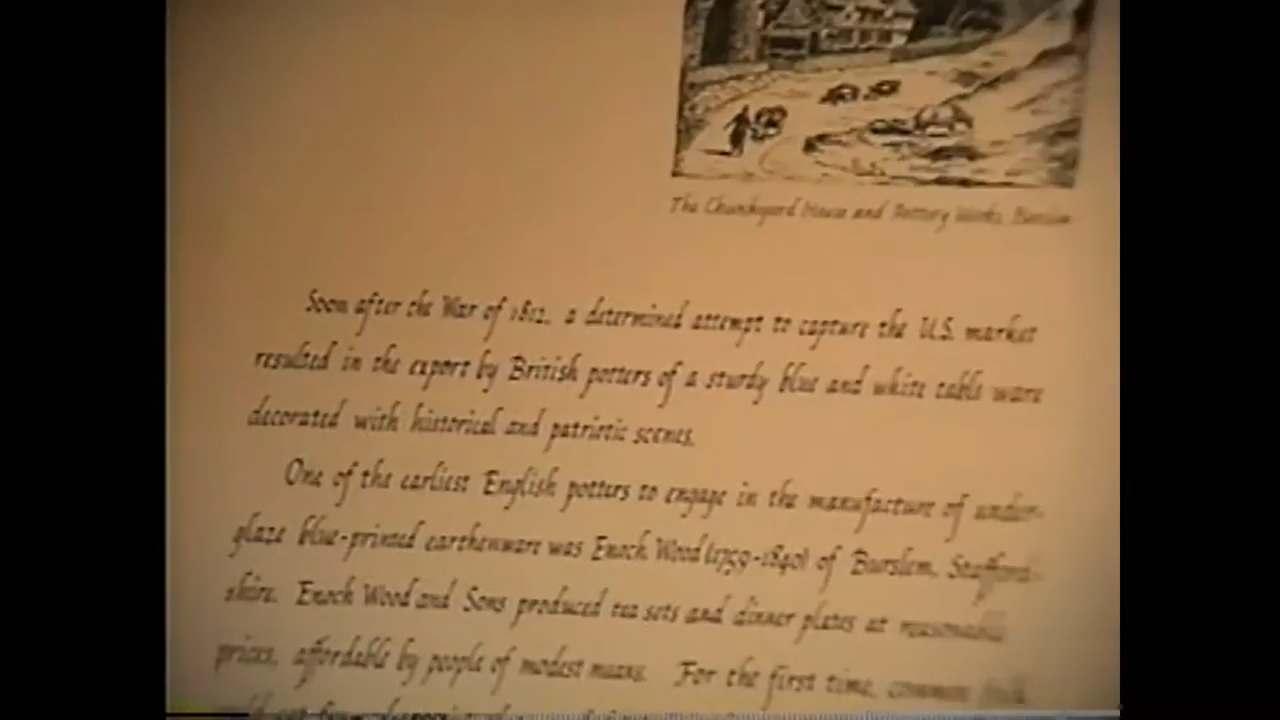 The Churchyard House and Pottery Works, Burslem
Soon after the War of 1812, a determined attempt to capture the U.S. market
resulted in the export by British potters of a sturdy blue and white table ware
decorated with historical and patriotic scenes.
One of the earliest English potters to engage in the manufacture of under-
glaze blue-printed earthenware was Enoch Wood (1759-1840) of Burslem, Stafford-
shire. Enoch Wood and Sons produced tea sets and dinner plates at reasonable
prices, affordable by people of modest means. For the first time, common folk